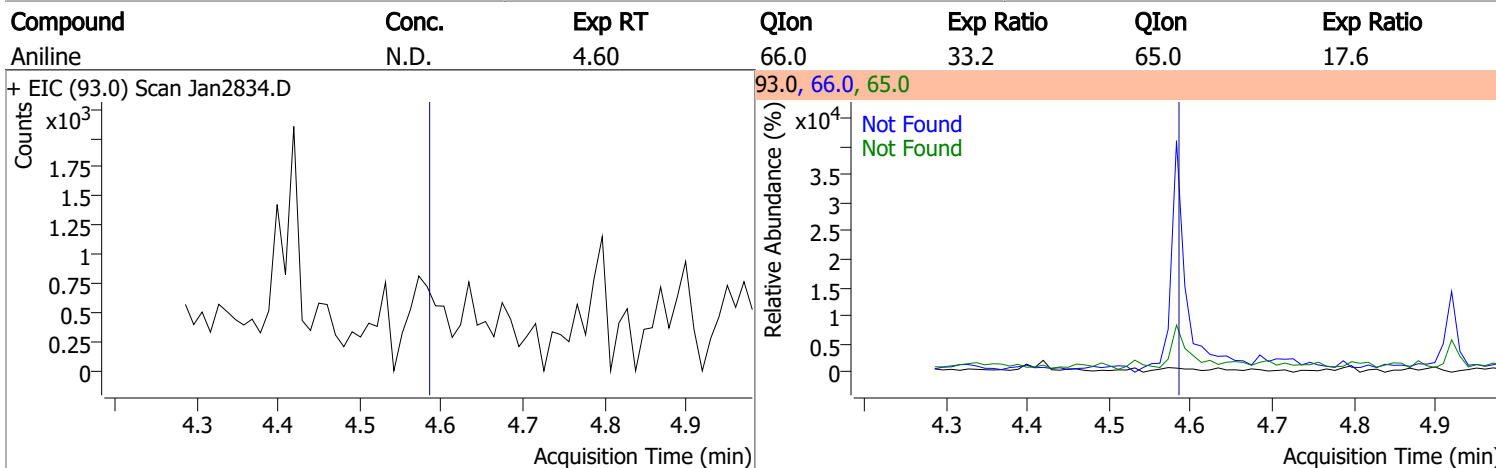 Compound Conc. Exp RT QIon Exp Ratio QIon Exp Ratio
Aniline N.D. 4.60 66.0 33.2 65.0 17.6
+ EIC (93.0) Scan Jan2834.D
Counts
x10³
1.75
1.5
1.25
1
0.75
0.5
0.25
0
4.3 4.4 4.5 4.6 4.7 4.8 4.9
Acquisition Time (min)
93.0, 66.0, 65.0
Relative Abundance (%)
x10⁴
Not Found
Not Found
3.5
3
2.5
2
1.5
1
0.5
0
4.3 4.4 4.5 4.6 4.7 4.8 4.9
Acquisition Time (min)